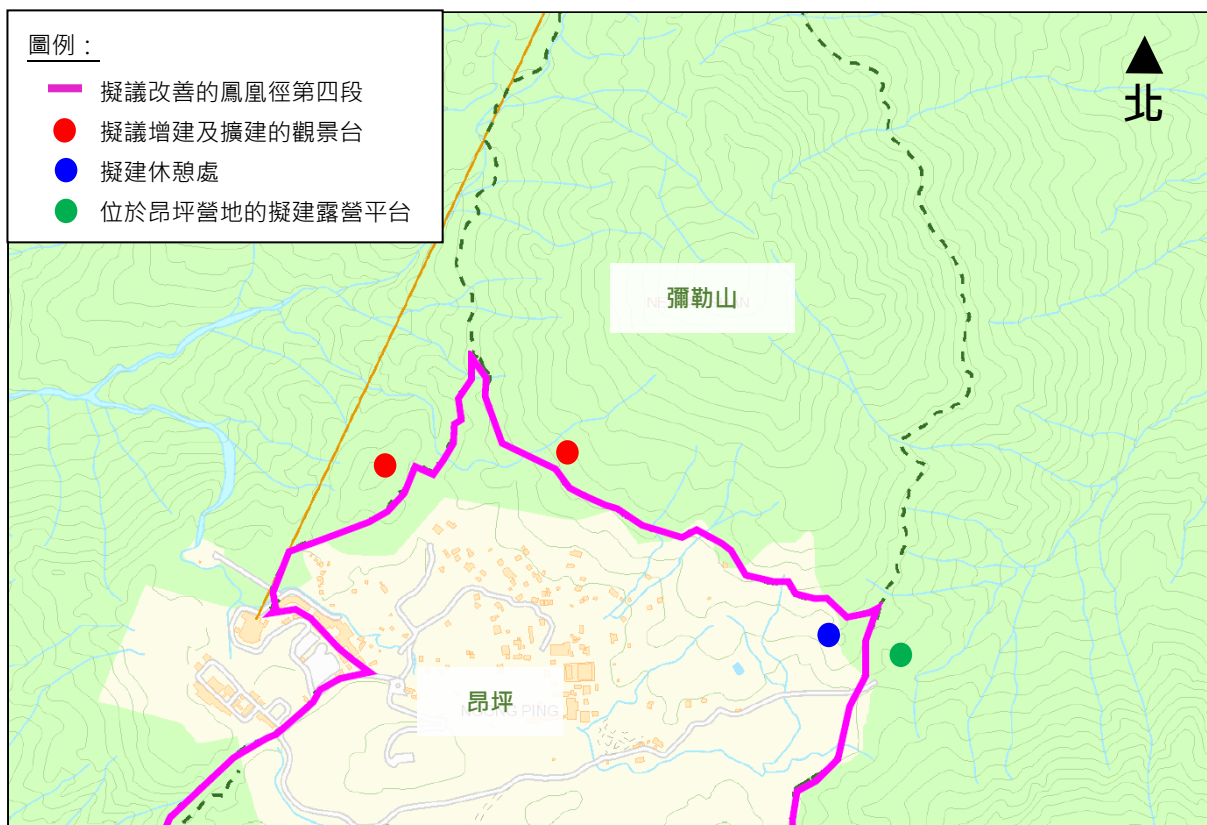 圖例：
擬議改善的鳳凰徑第四段
擬議增建及擴建的觀景台
擬建休憩處
位於昂坪營地的擬建露營平台
北
彌勒山
昂坪
NGONG PING